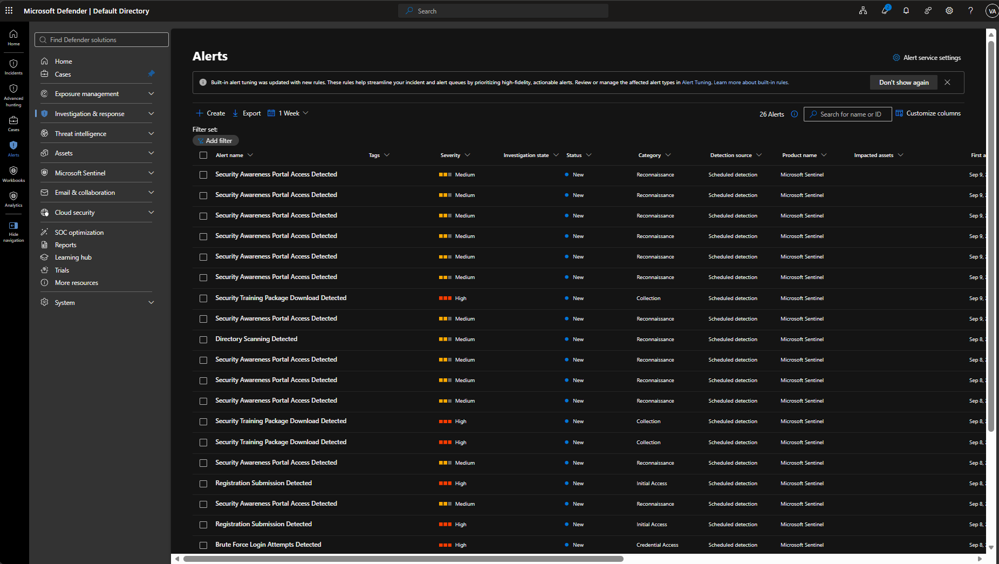 Microsoft Defender | Default Directory
Search
2
VA
Home
Incidents
Advanced hunting
Cases
Alerts
Workbooks
Analytics
Hide navigation
Find Defender solutions
Home
Cases
Exposure management
Investigation & response
Threat intelligence
Assets
Microsoft Sentinel
Email & collaboration
Cloud security
SOC optimization
Reports
Learning hub
Trials
More resources
System
Alerts
Alert service settings
Built-in alert tuning was updated with new rules. These rules help streamline your incident and alert queues by prioritizing high-fidelity, actionable alerts. Review or manage the affected alert types in Alert Tuning. Learn more about built-in rules.
Don't show again
Create Export 1 Week
26 Alerts Search for name or ID Customize columns
Filter set:
Add filter
Alert name Tags Severity Investigation state Status Category Detection source Product name Impacted assets First a
Security Awareness Portal Access Detected Medium New Reconnaissance Scheduled detection Microsoft Sentinel Sep 9,
Security Awareness Portal Access Detected Medium New Reconnaissance Scheduled detection Microsoft Sentinel Sep 9,
Security Awareness Portal Access Detected Medium New Reconnaissance Scheduled detection Microsoft Sentinel Sep 9,
Security Awareness Portal Access Detected Medium New Reconnaissance Scheduled detection Microsoft Sentinel Sep 9,
Security Awareness Portal Access Detected Medium New Reconnaissance Scheduled detection Microsoft Sentinel Sep 9,
Security Awareness Portal Access Detected Medium New Reconnaissance Scheduled detection Microsoft Sentinel Sep 9,
Security Training Package Download Detected High New Collection Scheduled detection Microsoft Sentinel Sep 9,
Security Awareness Portal Access Detected Medium New Reconnaissance Scheduled detection Microsoft Sentinel Sep 9,
Directory Scanning Detected Medium New Reconnaissance Scheduled detection Microsoft Sentinel Sep 8,
Security Awareness Portal Access Detected Medium New Reconnaissance Scheduled detection Microsoft Sentinel Sep 8,
Security Awareness Portal Access Detected Medium New Reconnaissance Scheduled detection Microsoft Sentinel Sep 8,
Security Awareness Portal Access Detected Medium New Reconnaissance Scheduled detection Microsoft Sentinel Sep 8,
Security Training Package Download Detected High New Collection Scheduled detection Microsoft Sentinel Sep 8,
Security Training Package Download Detected High New Collection Scheduled detection Microsoft Sentinel Sep 8,
Security Awareness Portal Access Detected Medium New Reconnaissance Scheduled detection Microsoft Sentinel Sep 8,
Registration Submission Detected High New Initial Access Scheduled detection Microsoft Sentinel Sep 8,
Security Awareness Portal Access Detected Medium New Reconnaissance Scheduled detection Microsoft Sentinel Sep 8,
Registration Submission Detected High New Initial Access Scheduled detection Microsoft Sentinel Sep 8,
Brute Force Login Attempts Detected High New Credential Access Scheduled detection Microsoft Sentinel Sep 8,